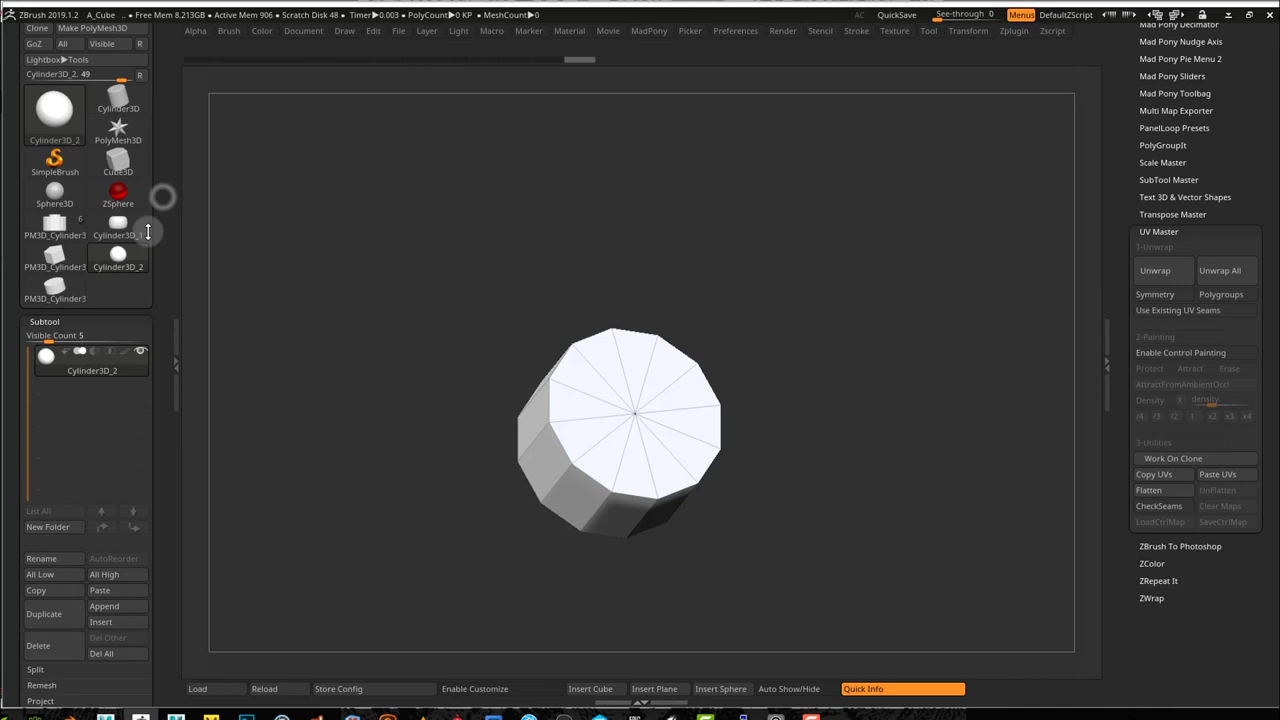 ZBrush 2019.1.2 A_Cube .. • Free Mem 8.213GB • Active Mem 906 • Scratch Disk 48 • Timer▶0.003 • PolyCount▶0 KP • MeshCount▶0 AC QuickSave See-through 0 Menus DefaultZScript
Alpha Brush Color Document Draw Edit File Layer Light Macro Marker Material Movie MadPony Picker Preferences Render Stencil Stroke Texture Tool Transform Zplugin Zscript
Clone Make PolyMesh3D
GoZ All Visible R
Lightbox▶Tools
Cylinder3D_2. 49 R
Cylinder3D
Cylinder3D_2 PolyMesh3D
SimpleBrush Cube3D
Sphere3D ZSphere
6
PM3D_Cylinder3 Cylinder3D_1
PM3D_Cylinder3 Cylinder3D_2
PM3D_Cylinder3
Subtool
Visible Count 5
Cylinder3D_2
List All
New Folder
Rename AutoReorder
All Low All High
Copy Paste
Duplicate Append
Insert
Delete Del Other
Del All
Split
Remesh
Project
Load Reload Store Config Enable Customize Insert Cube Insert Plane Insert Sphere Auto Show/Hide Quick Info
Mad Pony Decimator
Mad Pony Nudge Axis
Mad Pony Pie Menu 2
Mad Pony Sliders
Mad Pony Toolbag
Multi Map Exporter
PanelLoop Presets
PolyGroupIt
Scale Master
SubTool Master
Text 3D & Vector Shapes
Transpose Master
UV Master
1-Unwrap
Unwrap Unwrap All
Symmetry Polygroups
Use Existing UV Seams
2-Painting
Enable Control Painting
Protect Attract Erase
AttractFromAmbientOccl
Density X density.
/4 /3 /2 1 x2 x3 x4
3-Utilities
Work On Clone
Copy UVs Paste UVs
Flatten UnFlatten
CheckSeams Clear Maps
LoadCtrlMap SaveCtrlMap
ZBrush To Photoshop
ZColor
ZRepeat It
ZWrap